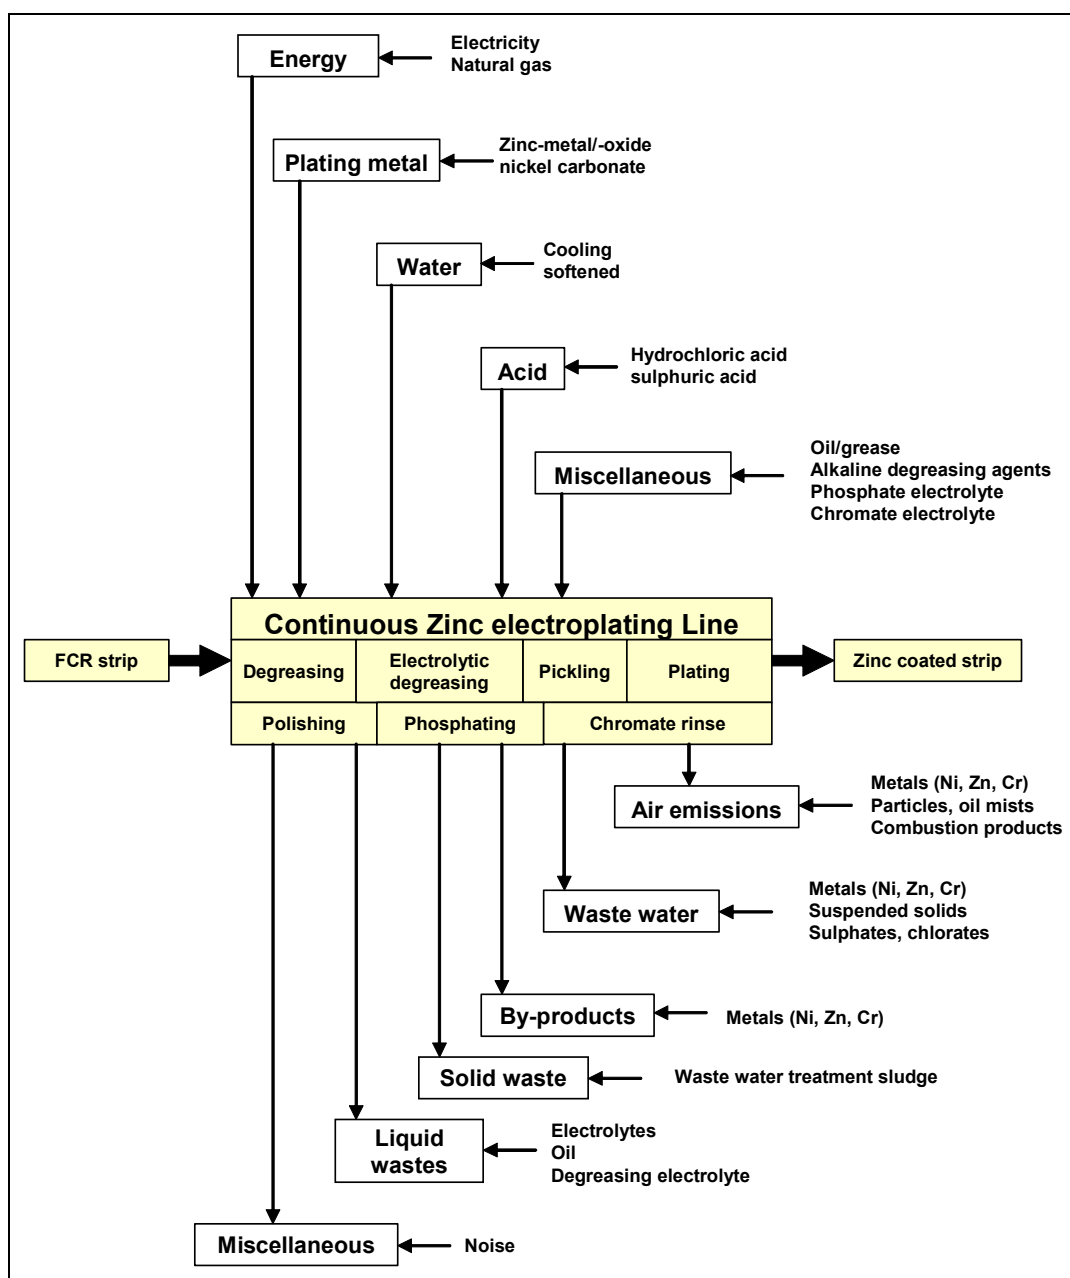 Energy
Electricity
Natural gas
Plating metal
Zinc-metal/-oxide
nickel carbonate
Water
Cooling
softened
Acid
Hydrochloric acid
sulphuric acid
Miscellaneous
Oil/grease
Alkaline degreasing agents
Phosphate electrolyte
Chromate electrolyte
Continuous Zinc electroplating Line
FCR strip
Degreasing
Electrolytic
degreasing
Pickling
Plating
Zinc coated strip
Polishing
Phosphating
Chromate rinse
Air emissions
Metals (Ni, Zn, Cr)
Particles, oil mists
Combustion products
Waste water
Metals (Ni, Zn, Cr)
Suspended solids
Sulphates, chlorates
By-products
Metals (Ni, Zn, Cr)
Solid waste
Waste water treatment sludge
Liquid
wastes
Electrolytes
Oil
Degreasing electrolyte
Miscellaneous
Noise